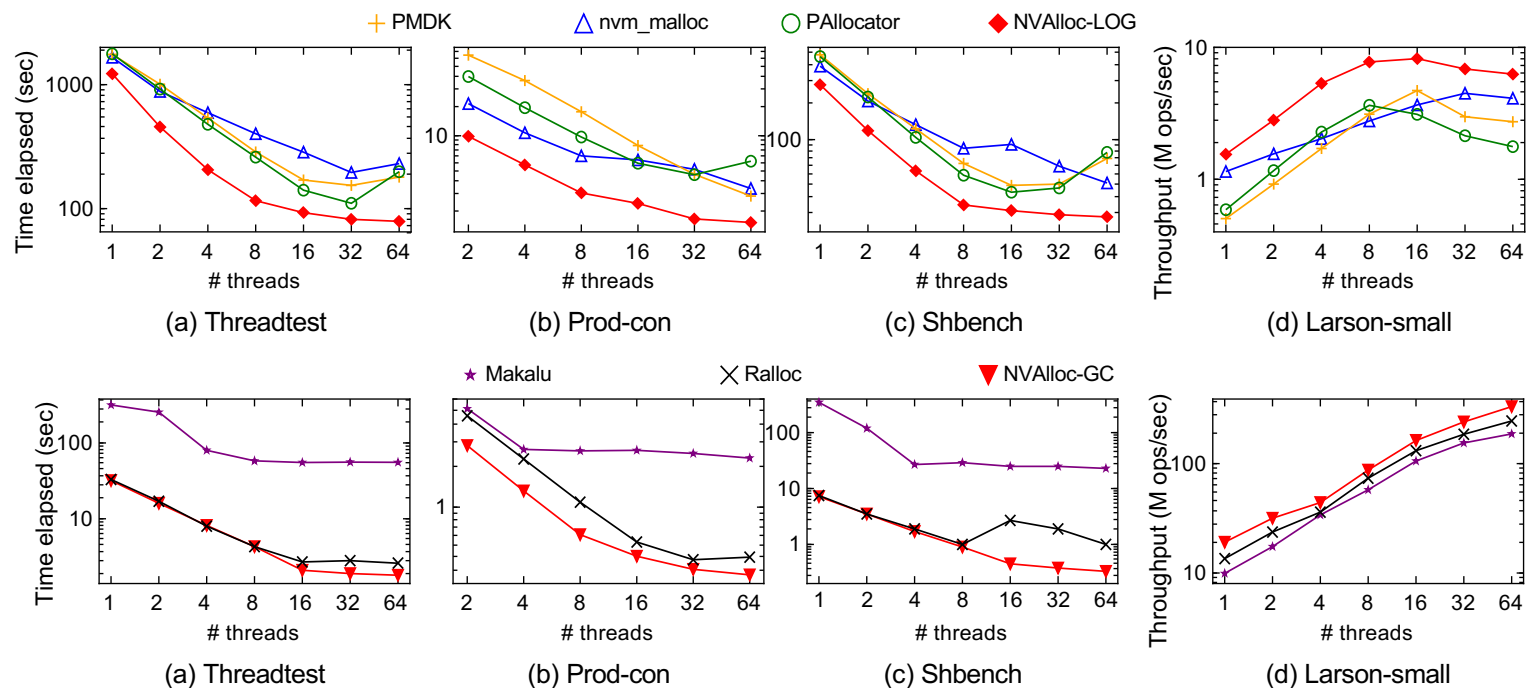 PMDK nvm_malloc PAllocator NVAlloc-LOG
Time elapsed (sec)
1000
100
1 2 4 8 16 32 64
# threads
(a) Threadtest
10
2 4 8 16 32 64
# threads
(b) Prod-con
100
1 2 4 8 16 32 64
# threads
(c) Shbench
Throughput (M ops/sec)
10
1
1 2 4 8 16 32 64
# threads
(d) Larson-small
Makalu Ralloc NVAlloc-GC
Time elapsed (sec)
100
10
1 2 4 8 16 32 64
# threads
(a) Threadtest
1
2 4 8 16 32 64
# threads
(b) Prod-con
100
10
1
1 2 4 8 16 32 64
# threads
(c) Shbench
Throughput (M ops/sec)
100
10
1 2 4 8 16 32 64
# threads
(d) Larson-small